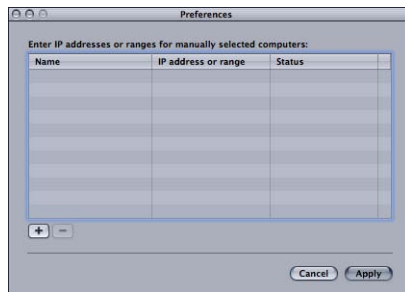 Preferences
Enter IP addresses or ranges for manually selected computers:
Name IP address or range Status
+ −
Cancel Apply